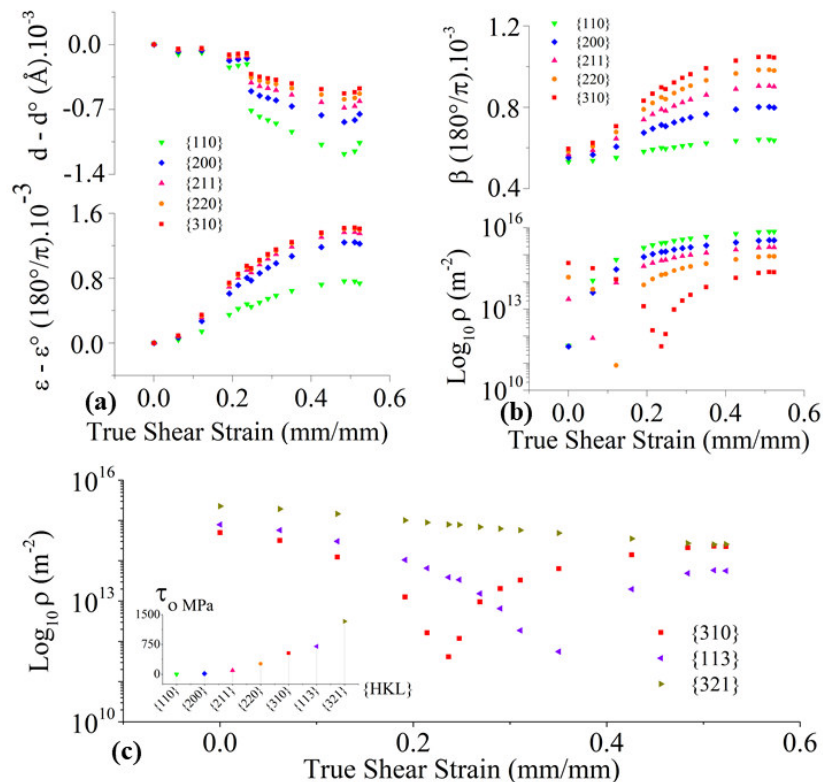 d - d° (Å).10⁻³
0.0
-0.7
-1.4
{110}
{200}
{211}
{220}
{310}
ε - ε° (180°/π).10⁻³
1.6
0.8
0.0
(a)
0.0 0.2 0.4 0.6
True Shear Strain (mm/mm)
β (180°/π).10⁻³
1.2
0.8
0.4
{110}
{200}
{211}
{220}
{310}
Log₁₀ ρ (m⁻²)
10¹⁶
10¹³
10¹⁰
(b)
0.0 0.2 0.4 0.6
True Shear Strain (mm/mm)
Log₁₀ ρ (m⁻²)
10¹⁶
10¹³
10¹⁰
τₒ MPa
1500
750
0
{110} {200} {211} {220} {310} {113} {321}
{HKL}
{310}
{113}
{321}
(c)
0.0 0.2 0.4 0.6
True Shear Strain (mm/mm)